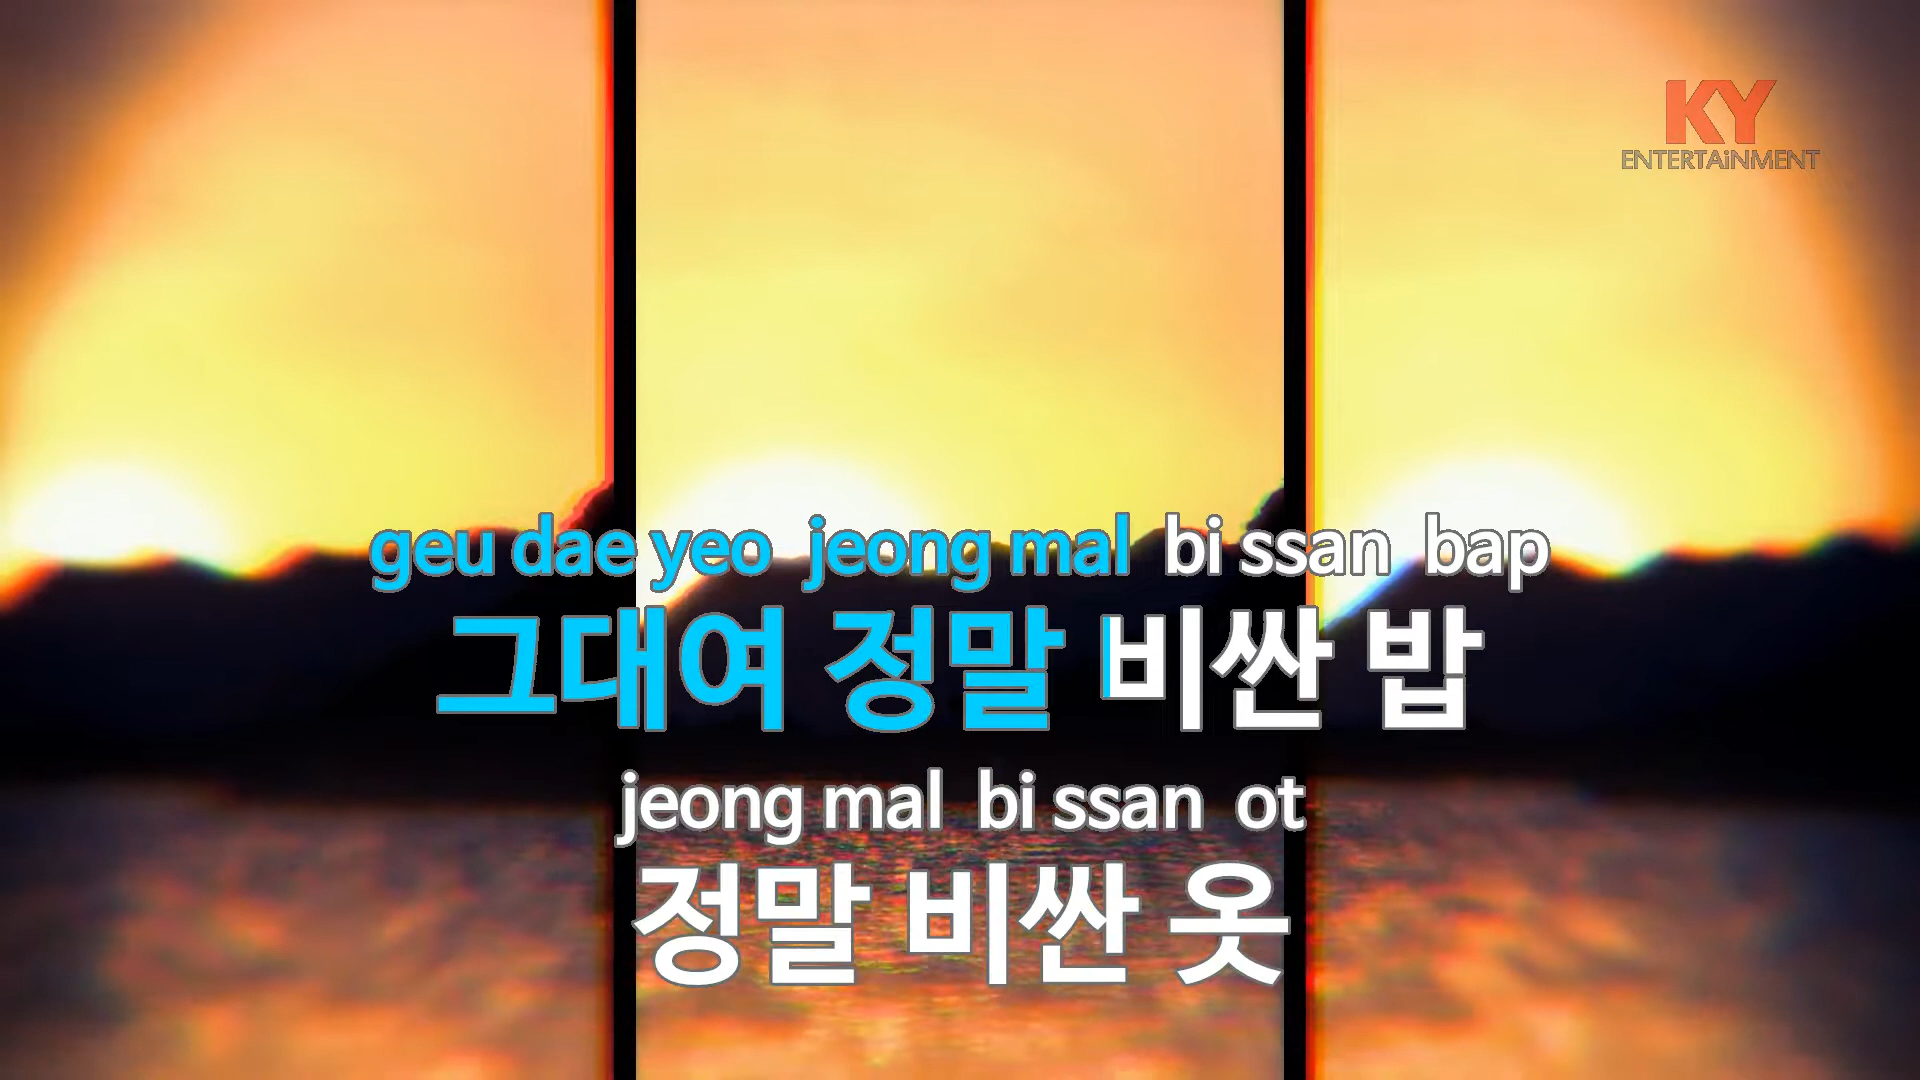 KY
ENTERTAiNMENT
geu dae yeo jeong mal bi ssan bap
그대여 정말 비싼 밥
jeong mal bi ssan ot
정말 비싼 옷